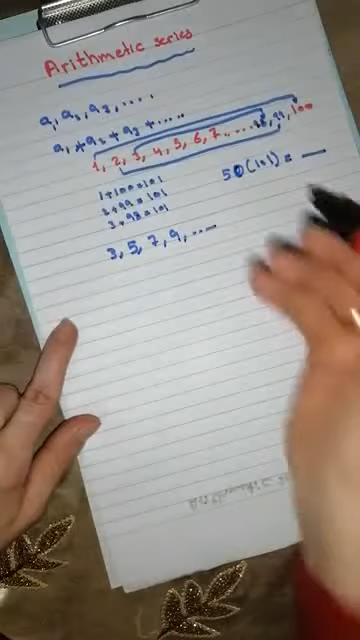 Arithmetic series
a₁, a₂, a₃, ....
a₁ + a₂ + a₃ + .....
1, 2, 3, 4, 5, 6, 7 ....... 98, 99, 100
1 + 100 = 101
2 + 99 = 101
3 + 98 = 101
50(101) = __
3, 5, 7, 9, ....